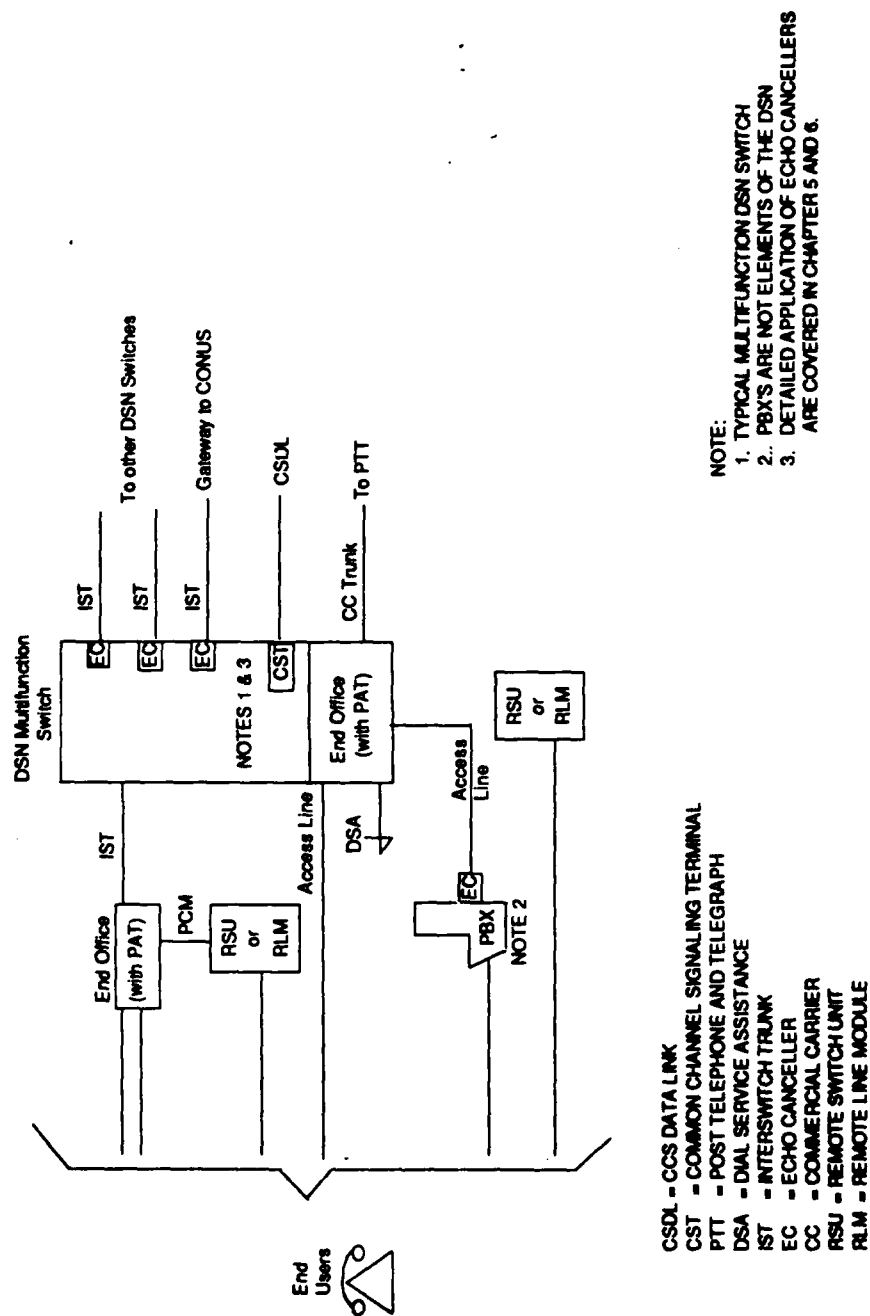 DSN Multifunction
Switch
IST
EC
To other DSN Switches
IST
EC
IST
EC
Gateway to CONUS
NOTES 1 & 3
CST
CSDL
End Office
(with PAT)
CC Trunk
To PTT
End Office
(with PAT)
IST
PCM
RSU
or
RLM
Access Line
DSA
Access
Line
EC
PBX
NOTE 2
RSU
or
RLM
End
Users
CSDL = CCS DATA LINK
CST = COMMON CHANNEL SIGNALING TERMINAL
PTT = POST TELEPHONE AND TELEGRAPH
DSA = DIAL SERVICE ASSISTANCE
IST = INTERSWITCH TRUNK
EC = ECHO CANCELLER
CC = COMMERCIAL CARRIER
RSU = REMOTE SWITCH UNIT
RLM = REMOTE LINE MODULE
NOTE:
1. TYPICAL MULTIFUNCTION DSN SWITCH
2.. PBX'S ARE NOT ELEMENTS OF THE DSN
3. DETAILED APPLICATION OF ECHO CANCELLERS
ARE COVERED IN CHAPTER 5 AND 6.